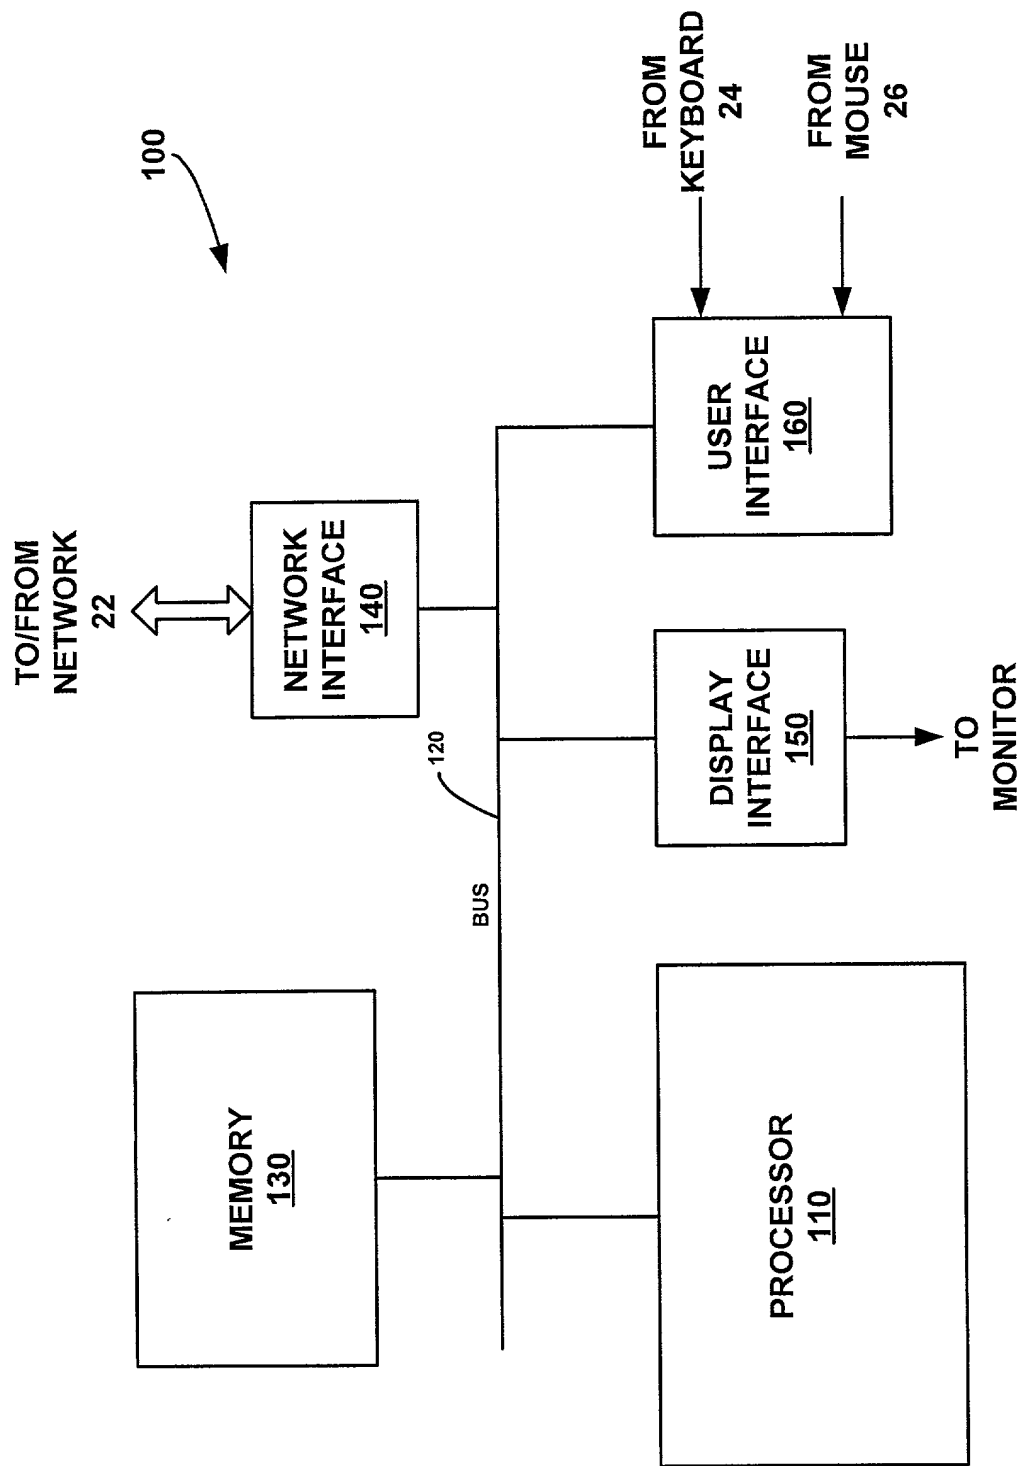 100
TO/FROM
NETWORK
22
NETWORK
INTERFACE
140
MEMORY
130
BUS
120
FROM
KEYBOARD
24
FROM
MOUSE
26
USER
INTERFACE
160
DISPLAY
INTERFACE
150
TO
MONITOR
PROCESSOR
110